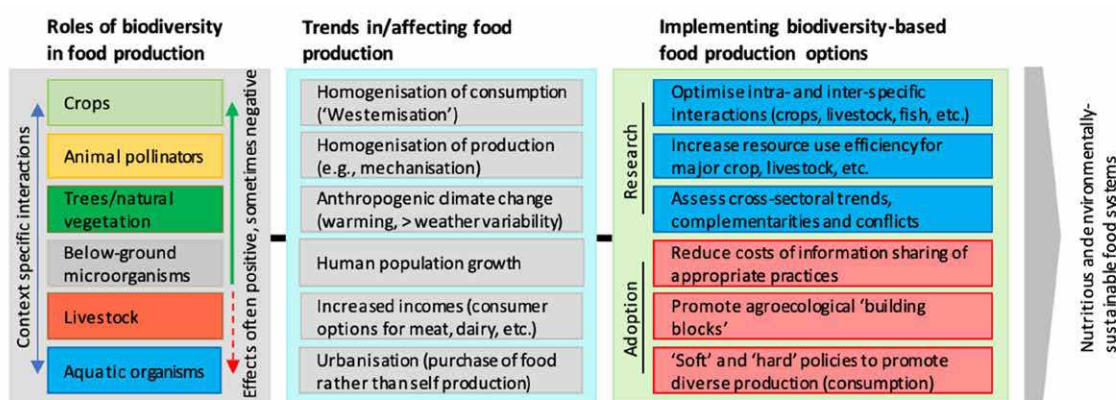 Roles of biodiversity
in food production
Context specific interactions
Crops
Animal pollinators
Trees/natural
vegetation
Below-ground
microorganisms
Livestock
Aquatic organisms
Effects often positive, sometimes negative
Trends in/affecting food
production
Homogenisation of consumption
('Westernisation')
Homogenisation of production
(e.g., mechanisation)
Anthropogenic climate change
(warming, > weather variability)
Human population growth
Increased incomes (consumer
options for meat, dairy, etc.)
Urbanisation (purchase of food
rather than self production)
Implementing biodiversity-based
food production options
Research
Optimise intra- and inter-specific
interactions (crops, livestock, fish, etc.)
Increase resource use efficiency for
major crop, livestock, etc.
Assess cross-sectoral trends,
complementarities and conflicts
Adoption
Reduce costs of information sharing of
appropriate practices
Promote agroecological 'building
blocks'
'Soft' and 'hard' policies to promote
diverse production (consumption)
Nutritious and environmentally-
sustainable food systems